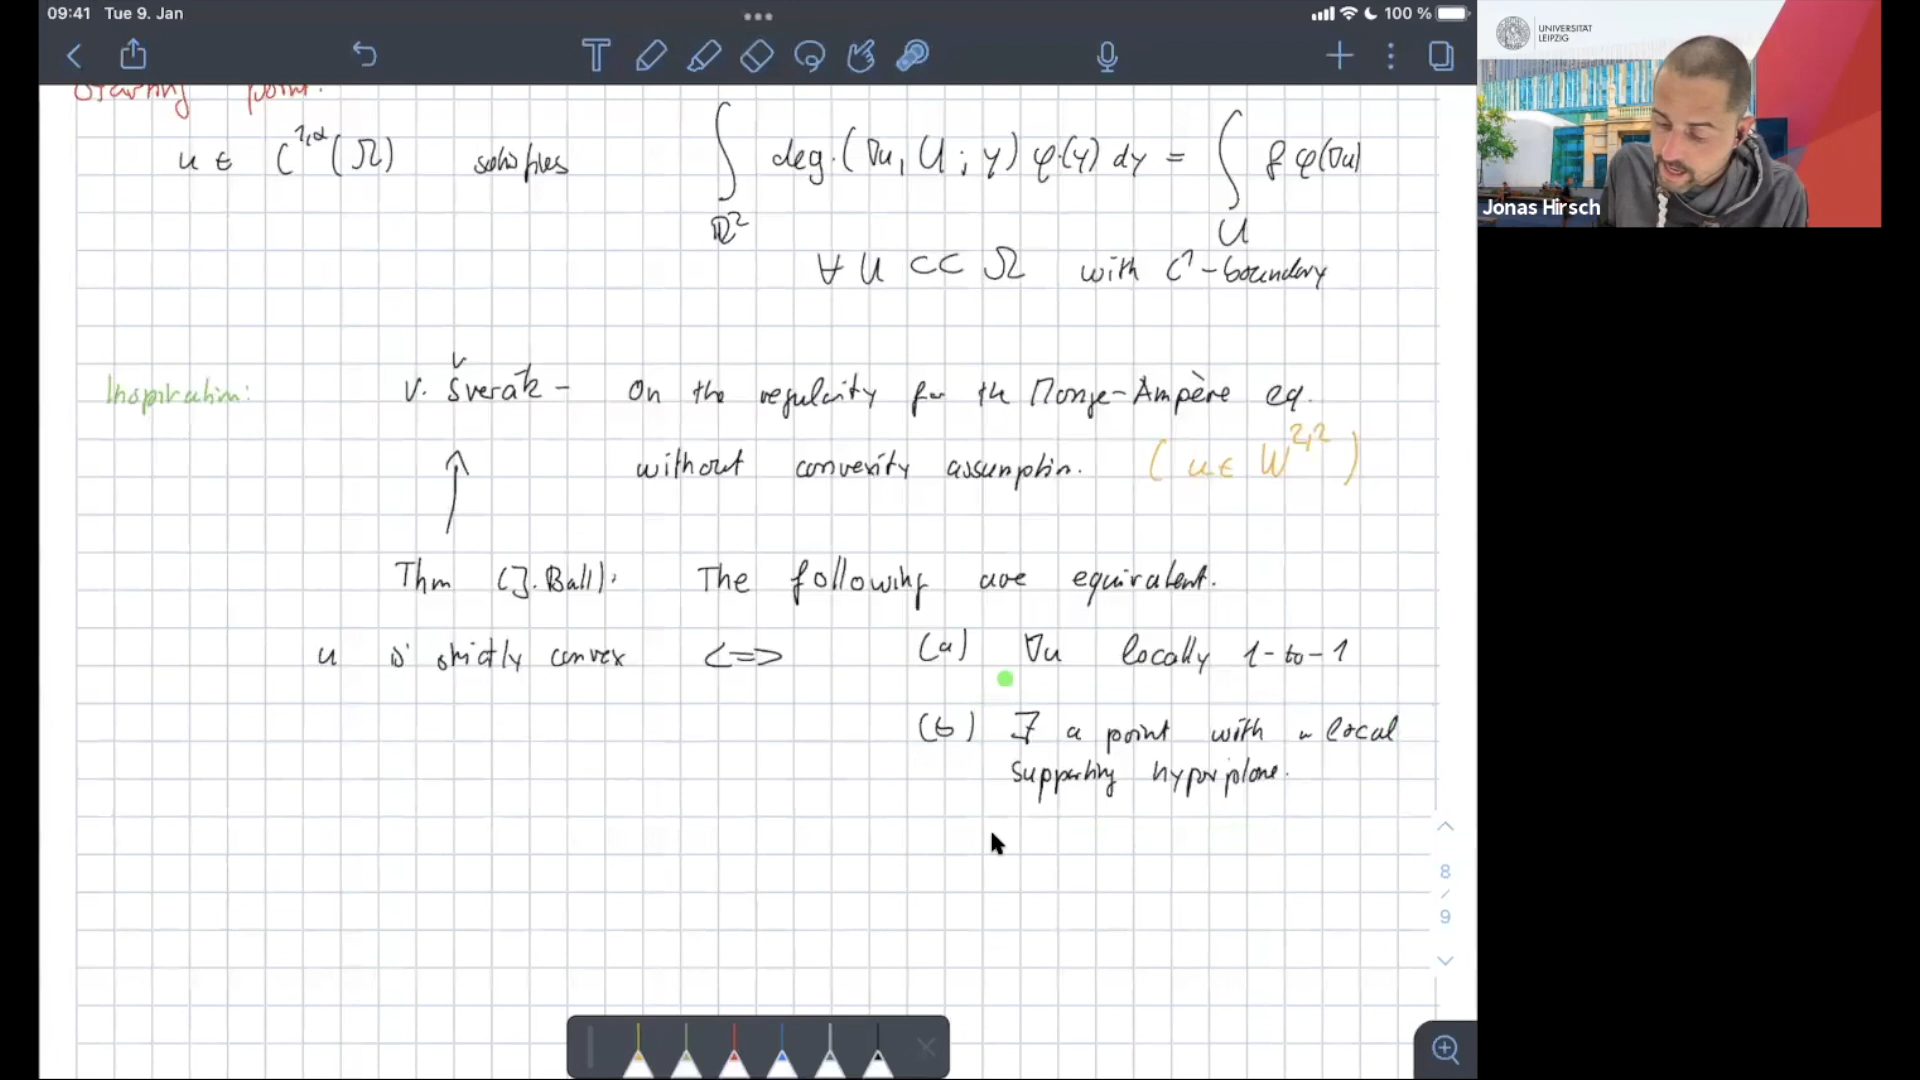 09:41 Tue 9. Jan
100 %
UNIVERSITÄT
LEIPZIG
Jonas Hirsch
Starting point:
u ∈ C^{1,α}(Ω) satisfies ∫_{ℝ²} deg.(∇u, U; y) φ(y) dy = ∫_U f φ(∇u)
∀ U ⊂⊂ Ω with C¹-boundary
Inspiration: V. Šverák – On the regularity for the Monge-Ampère eq.
without convexity assumption. (u ∈ W^{2,2})
↑
Thm (J. Ball): The following are equivalent.
u is strictly convex <=> (a) ∇u locally 1-to-1
(b) ∃ a point with a local
supporting hyperplane.
8
/
9